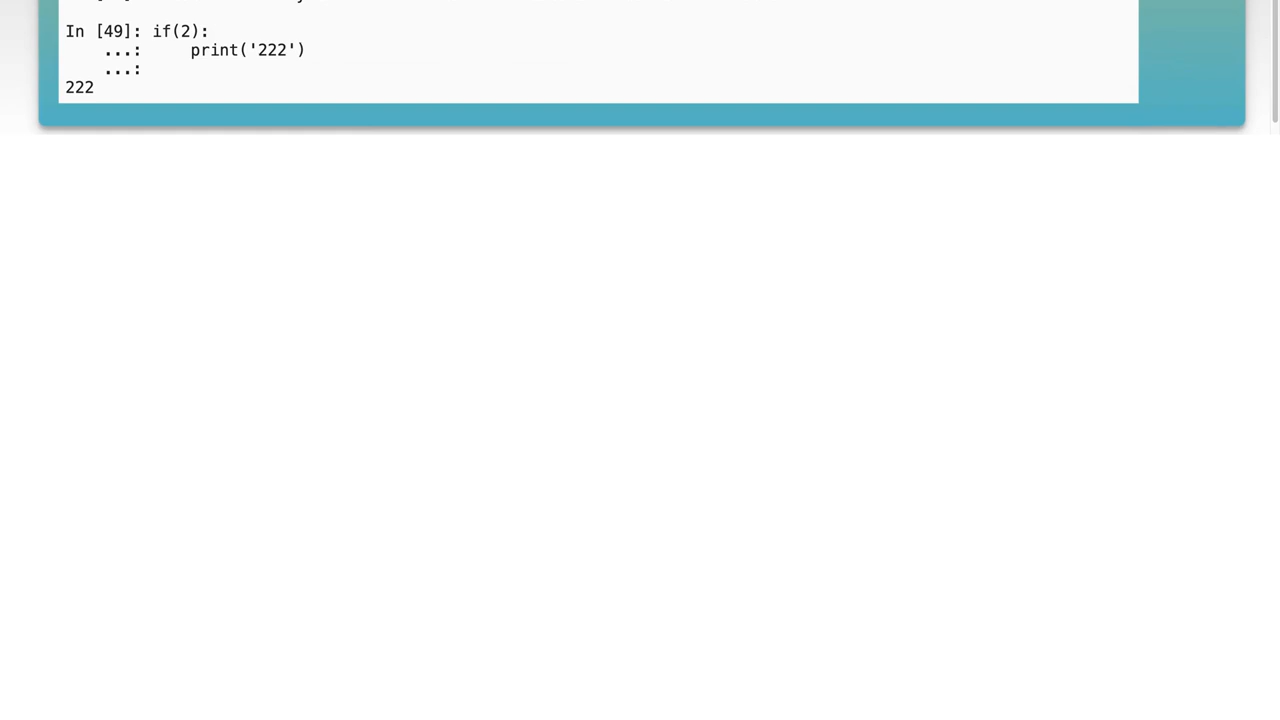 In [49]: if(2):
    ...:     print('222')
    ...:
222